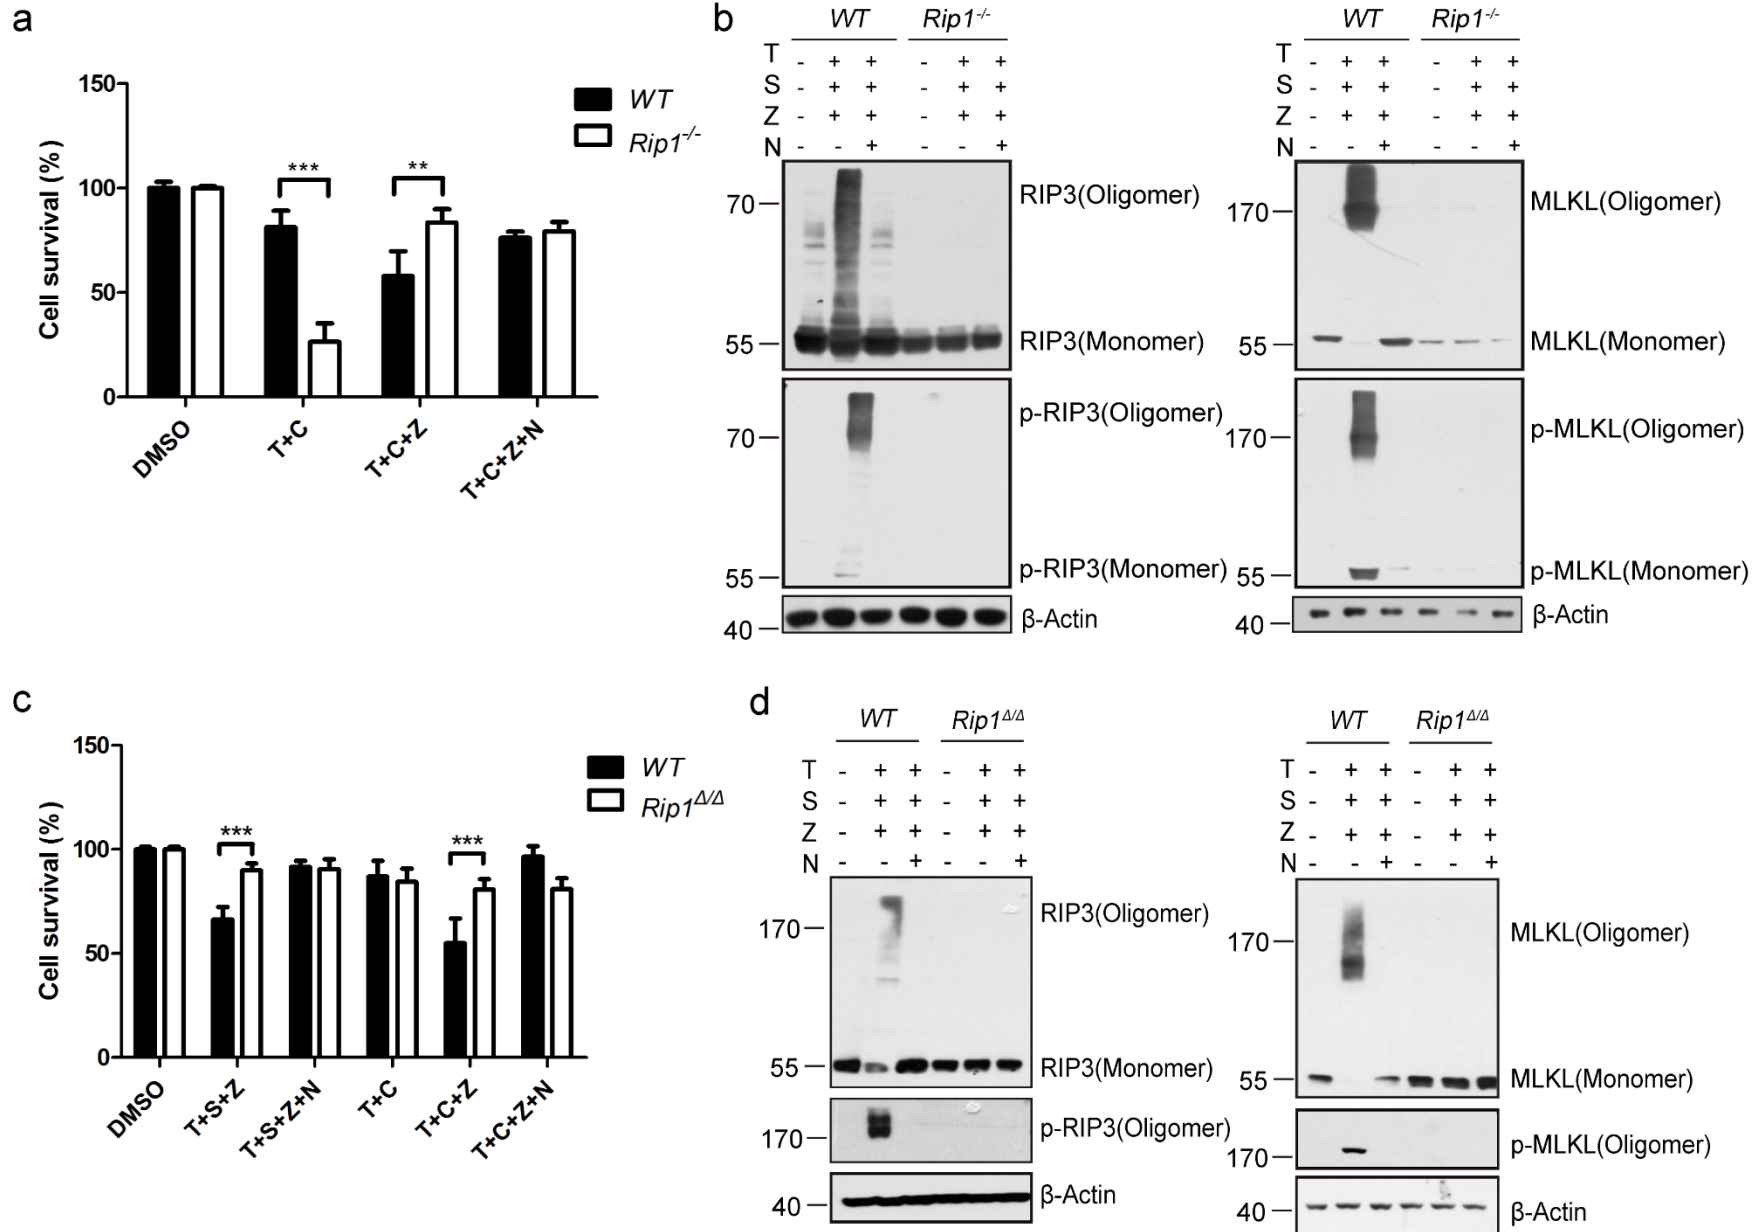 a
150
100
50
0
Cell survival (%)
WT
Rip1-/-
***
**
DMSO
T+C
T+C+Z
T+C+Z+N
b
WT Rip1-/-
T - + + - + +
S - + + - + +
Z - + + - + +
N - - + - - +
70
RIP3(Oligomer)
55
RIP3(Monomer)
70
p-RIP3(Oligomer)
55
p-RIP3(Monomer)
40
β-Actin
WT Rip1-/-
T - + + - + +
S - + + - + +
Z - + + - + +
N - - + - - +
170
MLKL(Oligomer)
55
MLKL(Monomer)
170
p-MLKL(Oligomer)
55
p-MLKL(Monomer)
40
β-Actin
c
150
100
50
0
Cell survival (%)
WT
Rip1Δ/Δ
***
***
DMSO
T+S+Z
T+S+Z+N
T+C
T+C+Z
T+C+Z+N
d
WT Rip1Δ/Δ
T - + + - + +
S - + + - + +
Z - + + - + +
N - - + - - +
170
RIP3(Oligomer)
55
RIP3(Monomer)
170
p-RIP3(Oligomer)
40
β-Actin
WT Rip1Δ/Δ
T - + + - + +
S - + + - + +
Z - + + - + +
N - - + - - +
170
MLKL(Oligomer)
55
MLKL(Monomer)
170
p-MLKL(Oligomer)
40
β-Actin